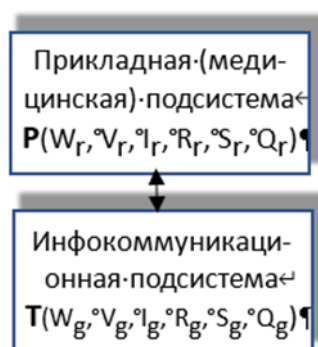 Прикладная·(меди-
цинская)·подсистема↵
P(Wr,°Vr,°Ir,°Rr,°Sr,°Qr)¶
Инфокоммуникаци-
онная·подсистема↵
T(Wg,°Vg,°Ig,°Rg,°Sg,°Qg)¶